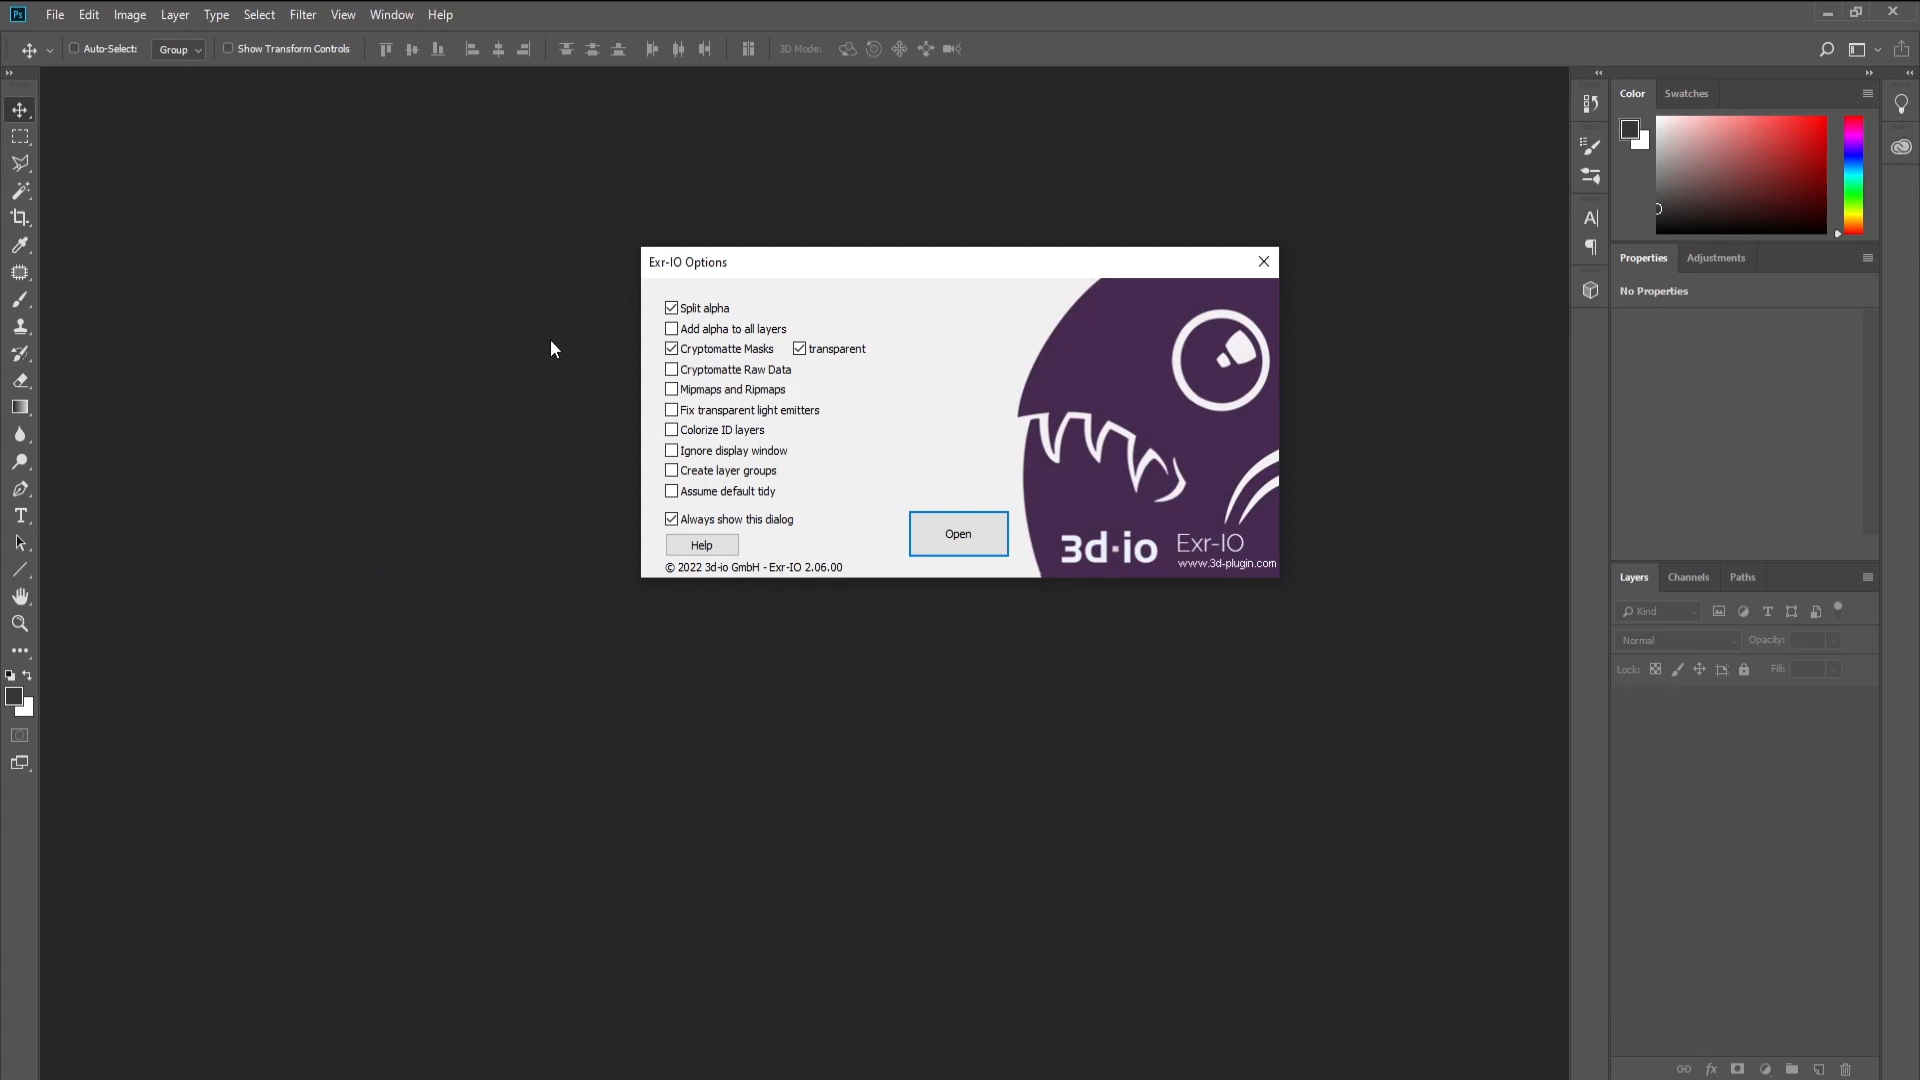 Ps File Edit Image Layer Type Select Filter View Window Help
Auto-Select: Group Show Transform Controls 3D Mode:
Color Swatches
Properties Adjustments
No Properties
Exr-IO Options
Split alpha
Add alpha to all layers
Cryptomatte Masks transparent
Cryptomatte Raw Data
Mipmaps and Ripmaps
Fix transparent light emitters
Colorize ID layers
Ignore display window
Create layer groups
Assume default tidy
Always show this dialog
Open
Help
© 2022 3d-io GmbH - Exr-IO 2.06.00
3d-io Exr-IO
www.3d-plugin.com
Layers Channels Paths
Kind
Normal Opacity:
Lock: Fill: